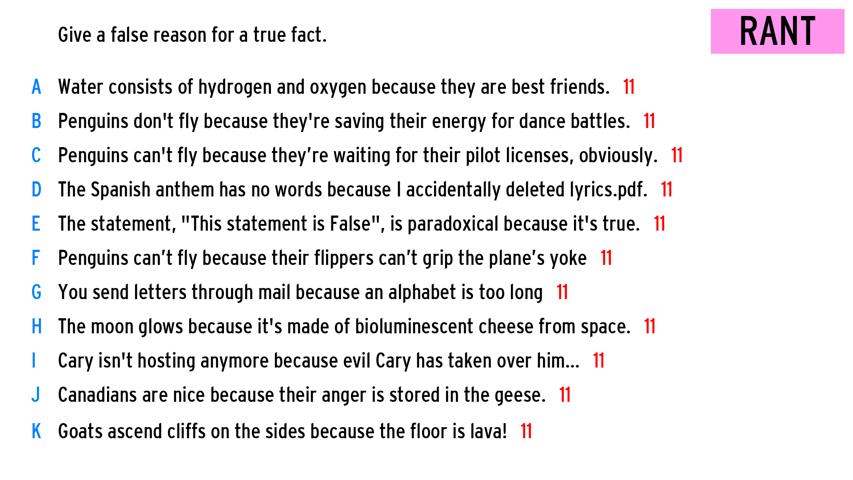 Give a false reason for a true fact.
RANT
A Water consists of hydrogen and oxygen because they are best friends. 11
B Penguins don't fly because they're saving their energy for dance battles. 11
C Penguins can't fly because they’re waiting for their pilot licenses, obviously. 11
D The Spanish anthem has no words because I accidentally deleted lyrics.pdf. 11
E The statement, "This statement is False", is paradoxical because it's true. 11
F Penguins can’t fly because their flippers can’t grip the plane’s yoke 11
G You send letters through mail because an alphabet is too long 11
H The moon glows because it's made of bioluminescent cheese from space. 11
I Cary isn't hosting anymore because evil Cary has taken over him... 11
J Canadians are nice because their anger is stored in the geese. 11
K Goats ascend cliffs on the sides because the floor is lava! 11